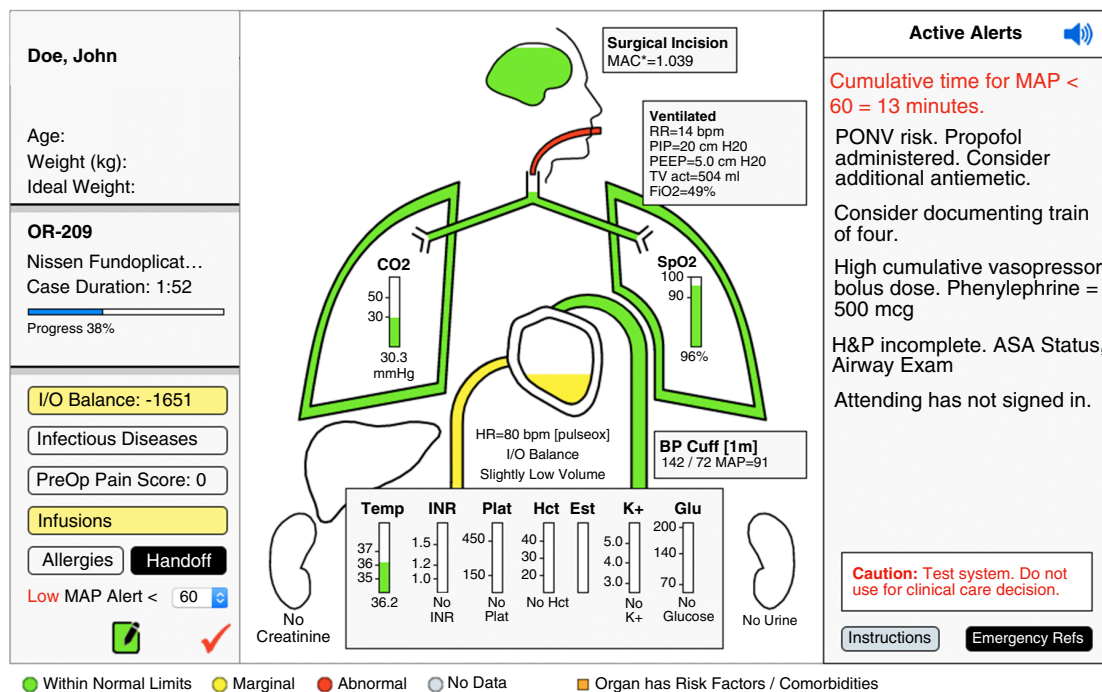 Doe, John
Age:
Weight (kg):
Ideal Weight:
OR-209
Nissen Fundoplicat…
Case Duration: 1:52
Progress 38%
I/O Balance: -1651
Infectious Diseases
PreOp Pain Score: 0
Infusions
Allergies
Handoff
Low MAP Alert < 60
Surgical Incision
MAC*=1.039
Ventilated
RR=14 bpm
PIP=20 cm H20
PEEP=5.0 cm H20
TV act=504 ml
FiO2=49%
CO2
50
30
30.3
mmHg
SpO2
100
90
96%
HR=80 bpm [pulseox]
I/O Balance
Slightly Low Volume
BP Cuff [1m]
142 / 72 MAP=91
Temp INR Plat Hct Est K+ Glu
37
36
35
36.2
1.5
1.2
1.0
No
INR
450
150
No
Plat
40
30
20
No Hct
5.0
4.0
3.0
No
K+
200
140
70
No
Glucose
No
Creatinine
No Urine
Active Alerts
Cumulative time for MAP <
60 = 13 minutes.
PONV risk. Propofol
administered. Consider
additional antiemetic.
Consider documenting train
of four.
High cumulative vasopressor
bolus dose. Phenylephrine =
500 mcg
H&P incomplete. ASA Status,
Airway Exam
Attending has not signed in.
Caution: Test system. Do not
use for clinical care decision.
Instructions
Emergency Refs
Within Normal Limits Marginal Abnormal No Data Organ has Risk Factors / Comorbidities